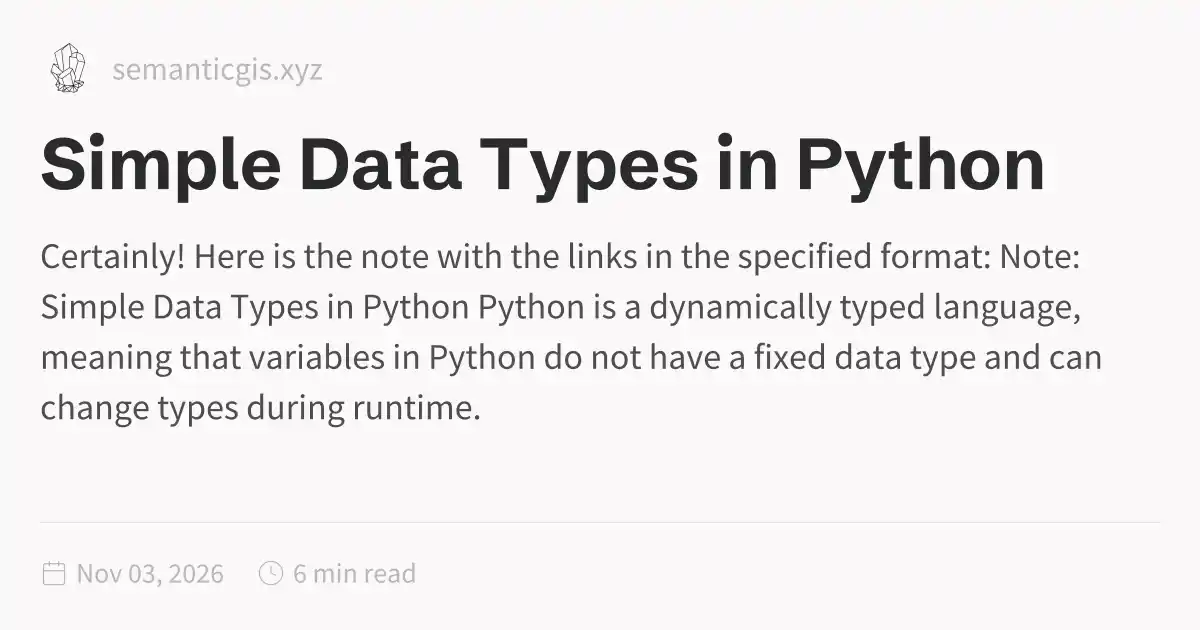 semanticgis.xyz
Simple Data Types in Python
Certainly! Here is the note with the links in the specified format: Note:
Simple Data Types in Python Python is a dynamically typed language,
meaning that variables in Python do not have a fixed data type and can
change types during runtime.
Nov 03, 2026 6 min read